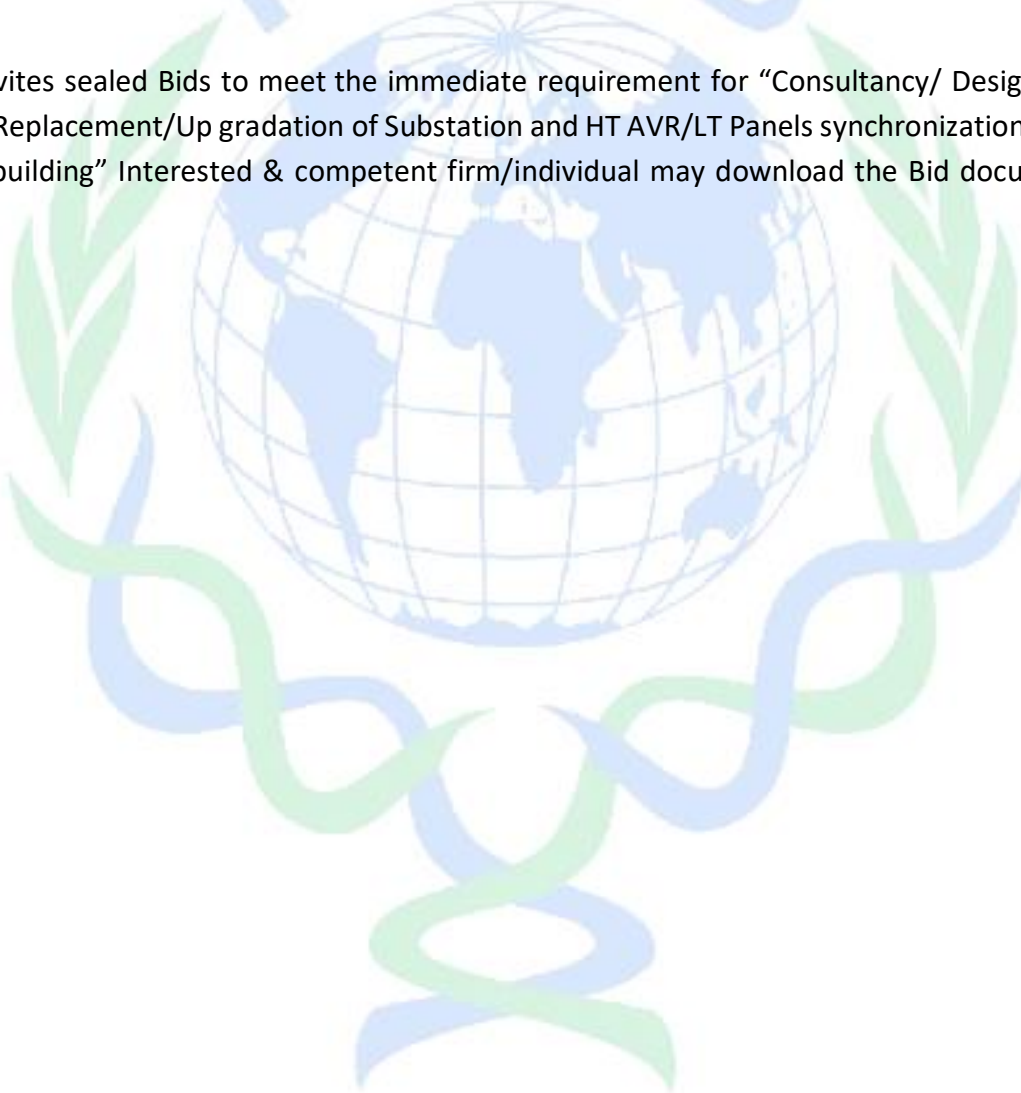 vites sealed Bids to meet the immediate requirement for “Consultancy/ Desig
Replacement/Up gradation of Substation and HT AVR/LT Panels synchronization
building” Interested & competent firm/individual may download the Bid docu